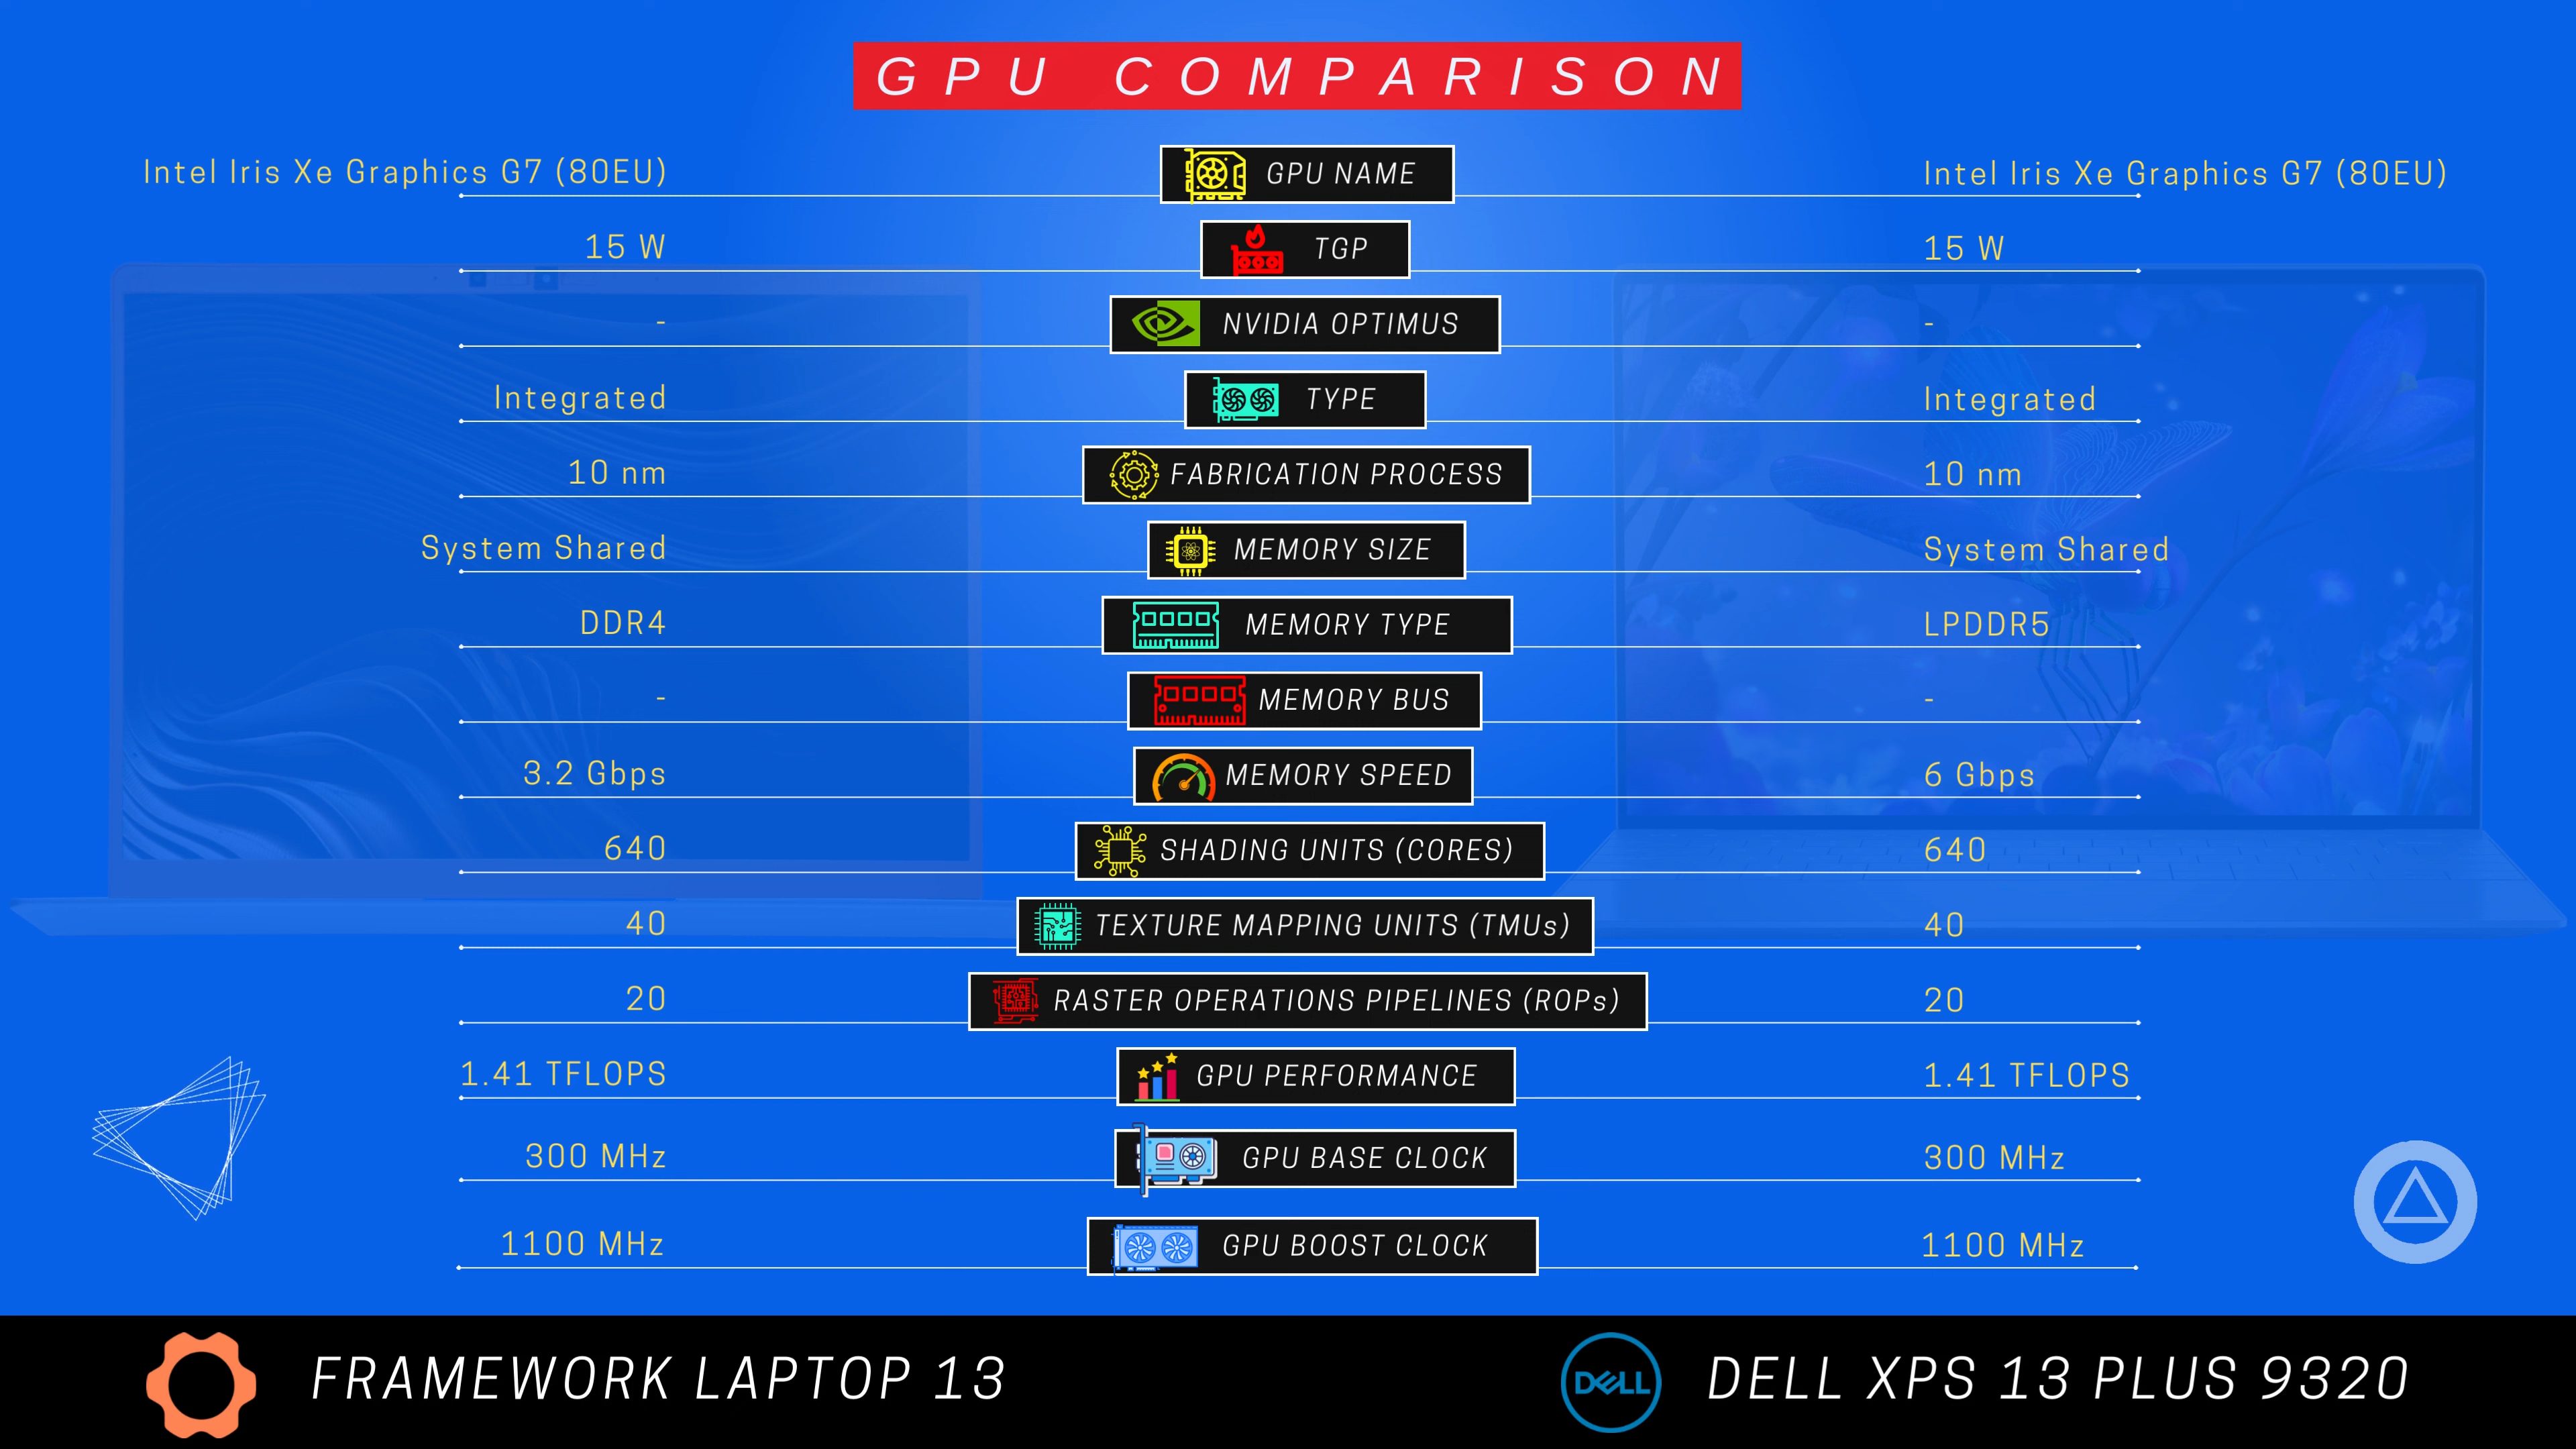 GPU COMPARISON
Intel Iris Xe Graphics G7 (80EU) GPU NAME Intel Iris Xe Graphics G7 (80EU)
15 W TGP 15 W
- NVIDIA OPTIMUS -
Integrated TYPE Integrated
10 nm FABRICATION PROCESS 10 nm
System Shared MEMORY SIZE System Shared
DDR4 MEMORY TYPE LPDDR5
- MEMORY BUS -
3.2 Gbps MEMORY SPEED 6 Gbps
640 SHADING UNITS (CORES) 640
40 TEXTURE MAPPING UNITS (TMUs) 40
20 RASTER OPERATIONS PIPELINES (ROPs) 20
1.41 TFLOPS GPU PERFORMANCE 1.41 TFLOPS
300 MHz GPU BASE CLOCK 300 MHz
1100 MHz GPU BOOST CLOCK 1100 MHz
FRAMEWORK LAPTOP 13 DELL DELL XPS 13 PLUS 9320